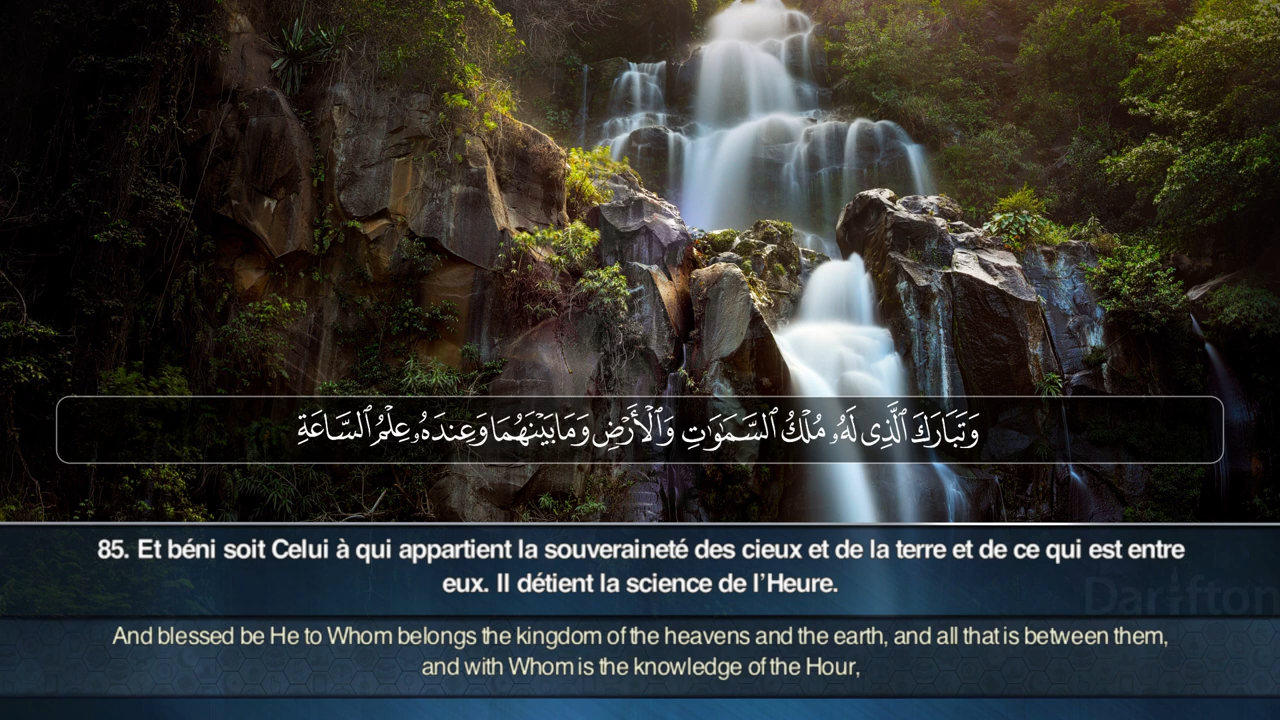 وَتَبَارَكَ ٱلَّذِى لَهُۥ مُلْكُ ٱلسَّمَـٰوَٰتِ وَٱلْأَرْضِ وَمَا بَيْنَهُمَا وَعِندَهُۥ عِلْمُ ٱلسَّاعَةِ
85. Et béni soit Celui à qui appartient la souveraineté des cieux et de la terre et de ce qui est entre
eux. Il détient la science de l’Heure.
And blessed be He to Whom belongs the kingdom of the heavens and the earth, and all that is between them,
and with Whom is the knowledge of the Hour,